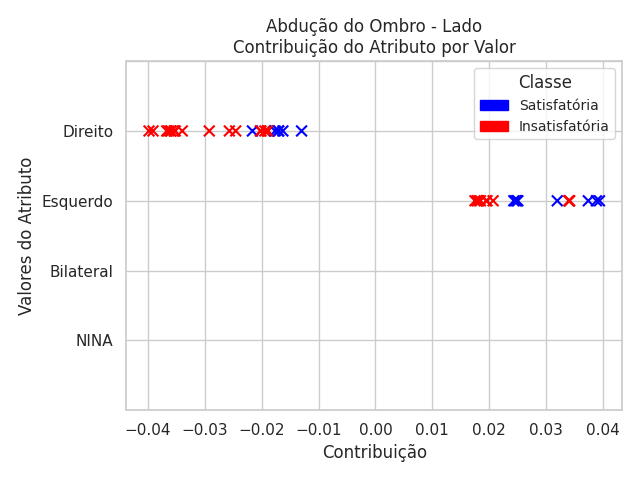 Abdução do Ombro - Lado
Contribuição do Atributo por Valor
Classe
Satisfatória
Insatisfatória
Valores do Atributo
Direito
Esquerdo
Bilateral
NINA
−0.04 −0.03 −0.02 −0.01 0.00 0.01 0.02 0.03 0.04
Contribuição